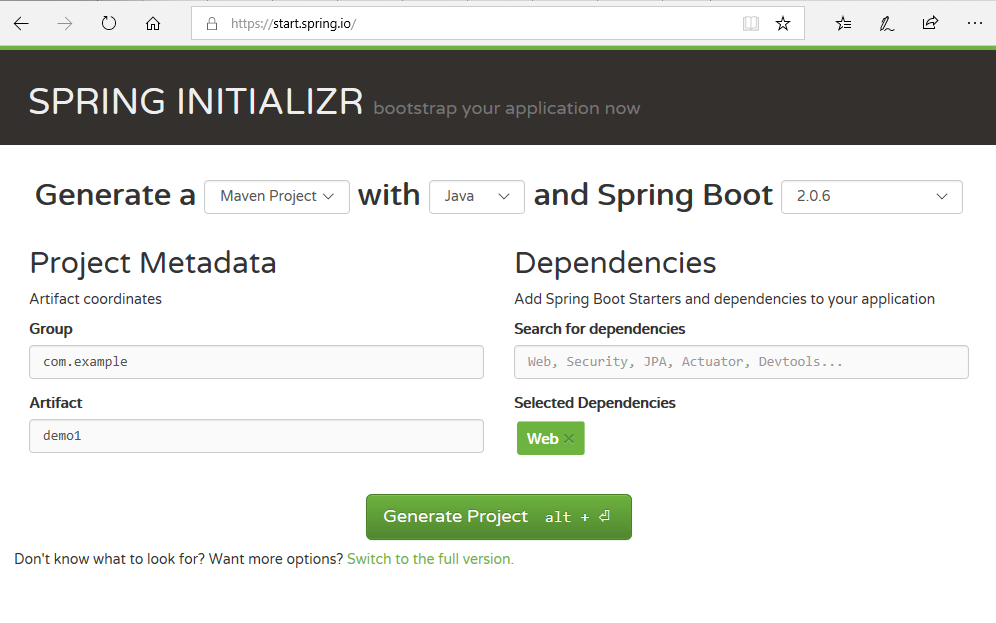 https://start.spring.io/
SPRING INITIALIZR bootstrap your application now
Generate a Maven Project with Java and Spring Boot 2.0.6
Project Metadata
Artifact coordinates
Group
com.example
Artifact
demo1
Dependencies
Add Spring Boot Starters and dependencies to your application
Search for dependencies
Web, Security, JPA, Actuator, Devtools...
Selected Dependencies
Web ×
Generate Project alt + ⏎
Don't know what to look for? Want more options? Switch to the full version.